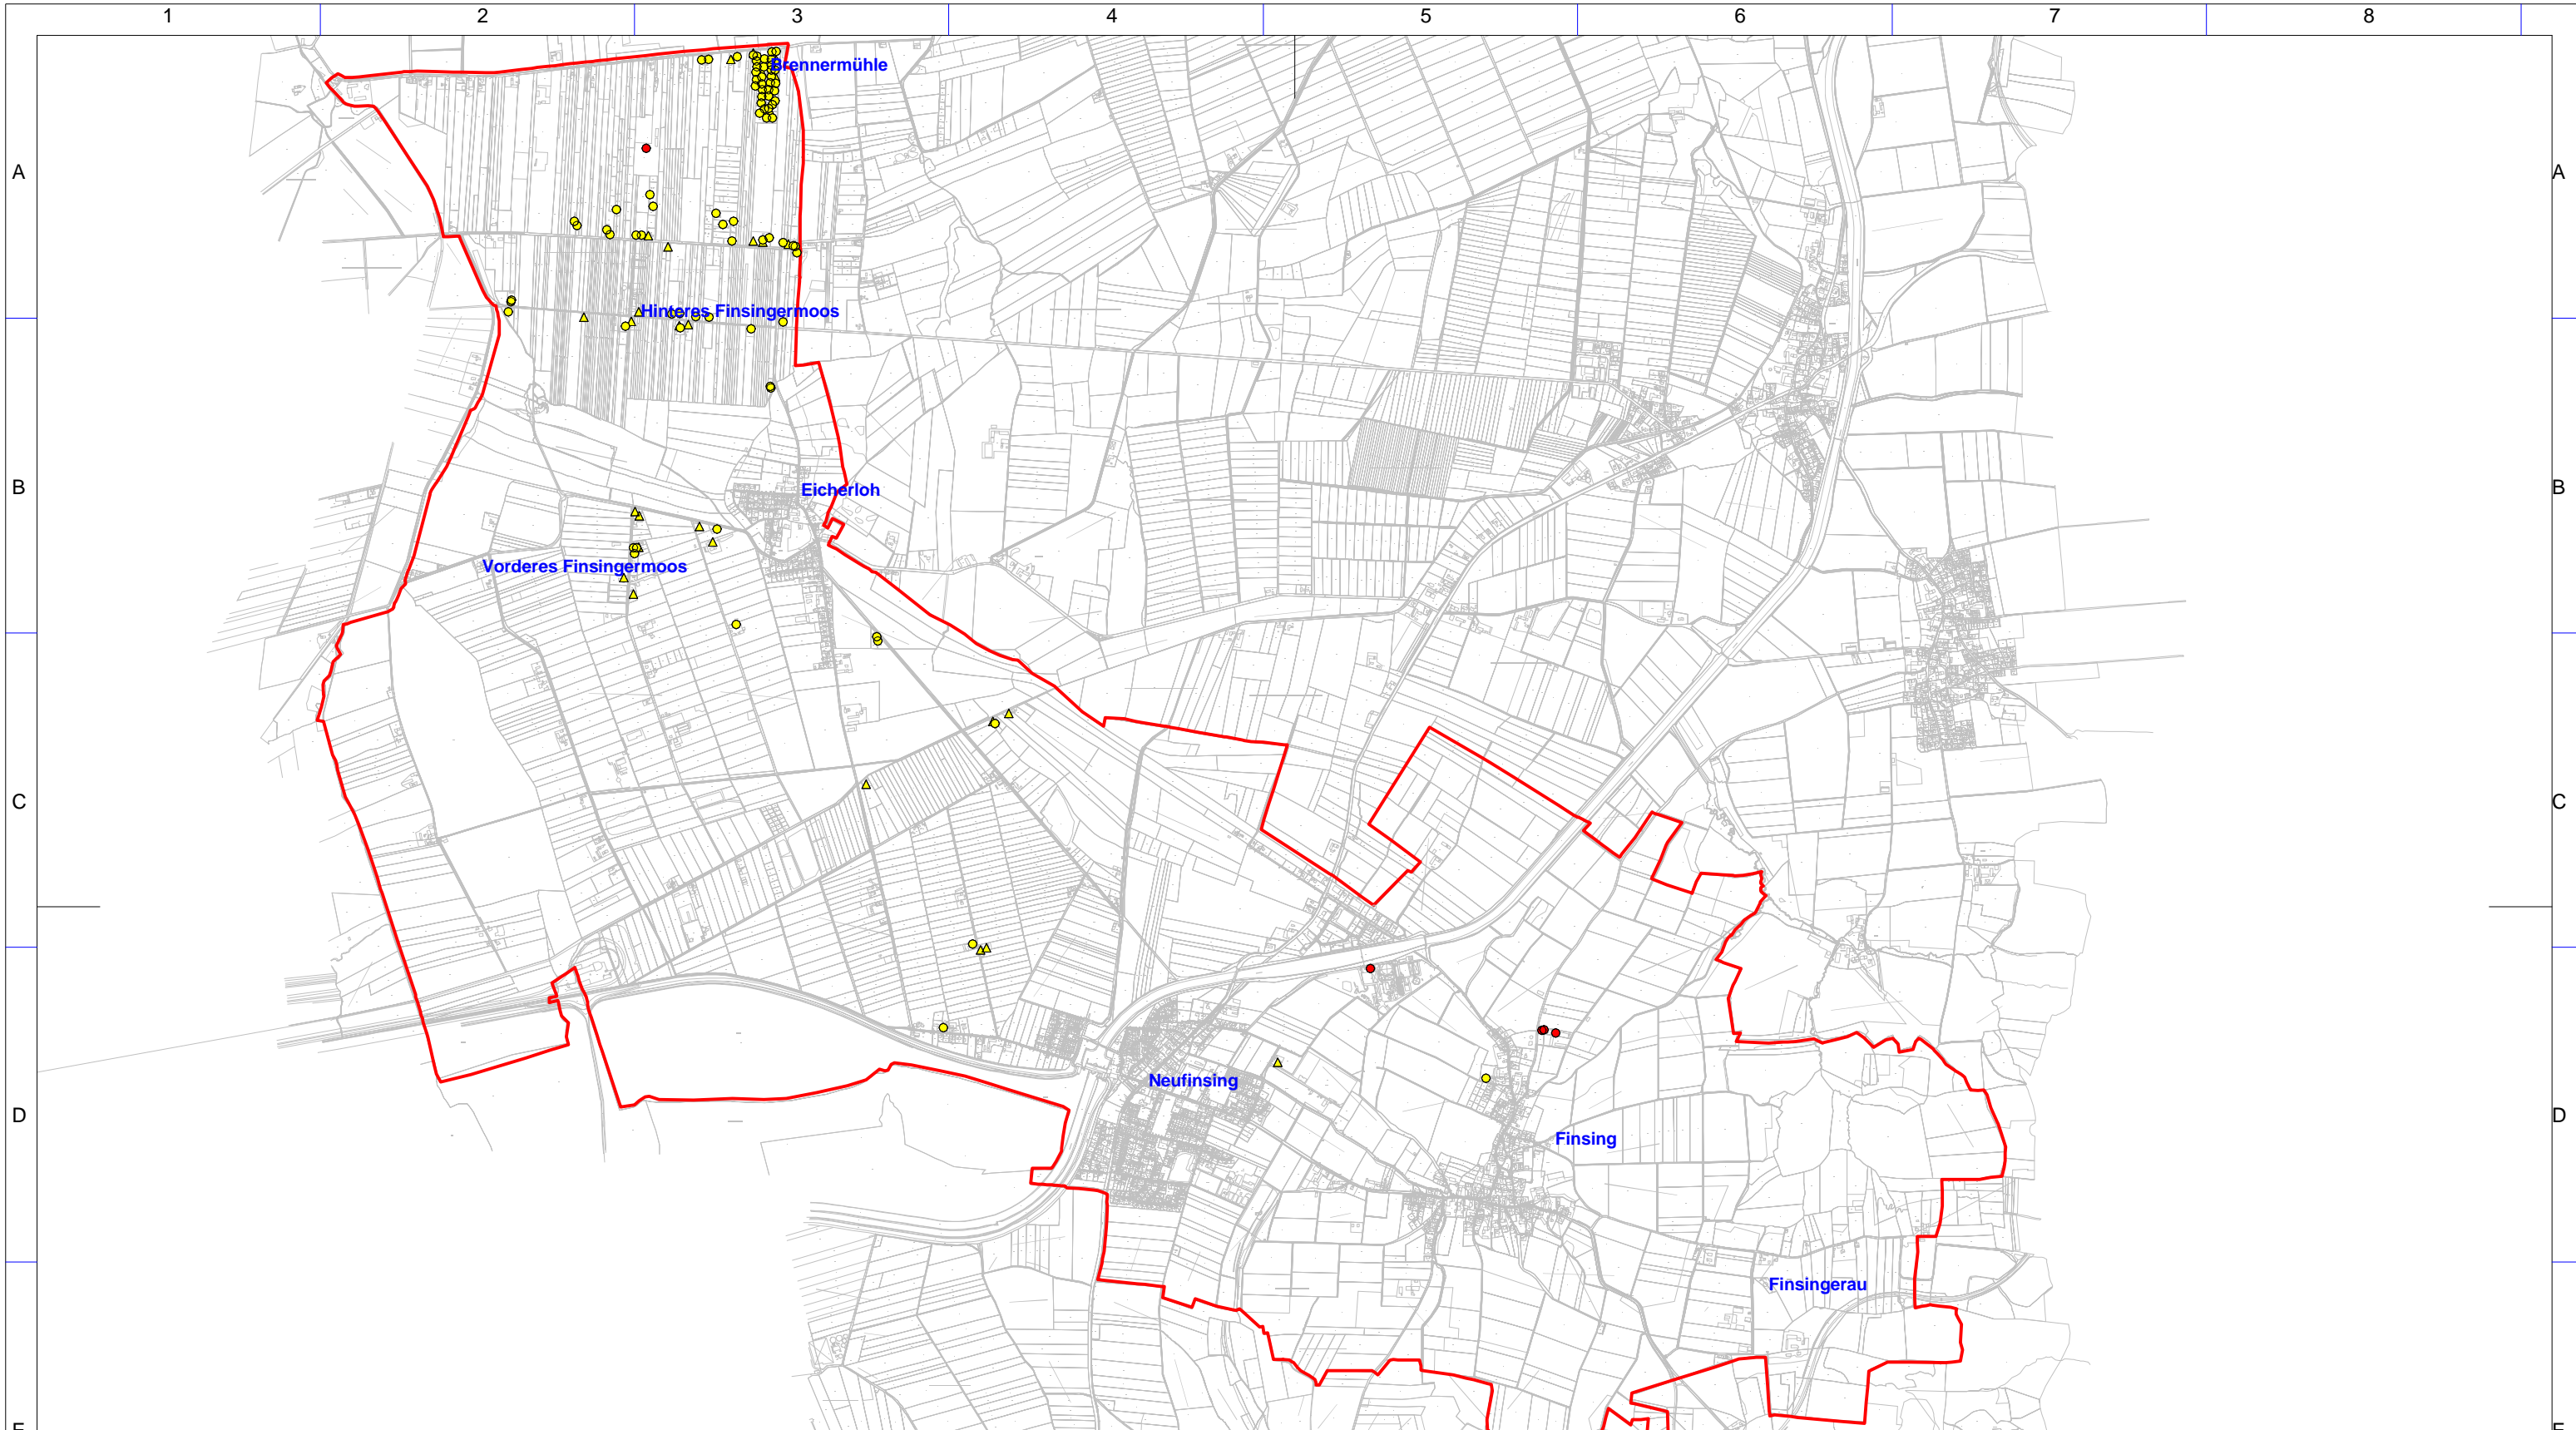 1 2 3 4 5 6 7 8
Brennermühle
A A
Hinteres Finsingermoos
B B
Eicherloh
Vorderes Finsingermoos
C C
Neufinsing
D D
Finsing
Finsingerau